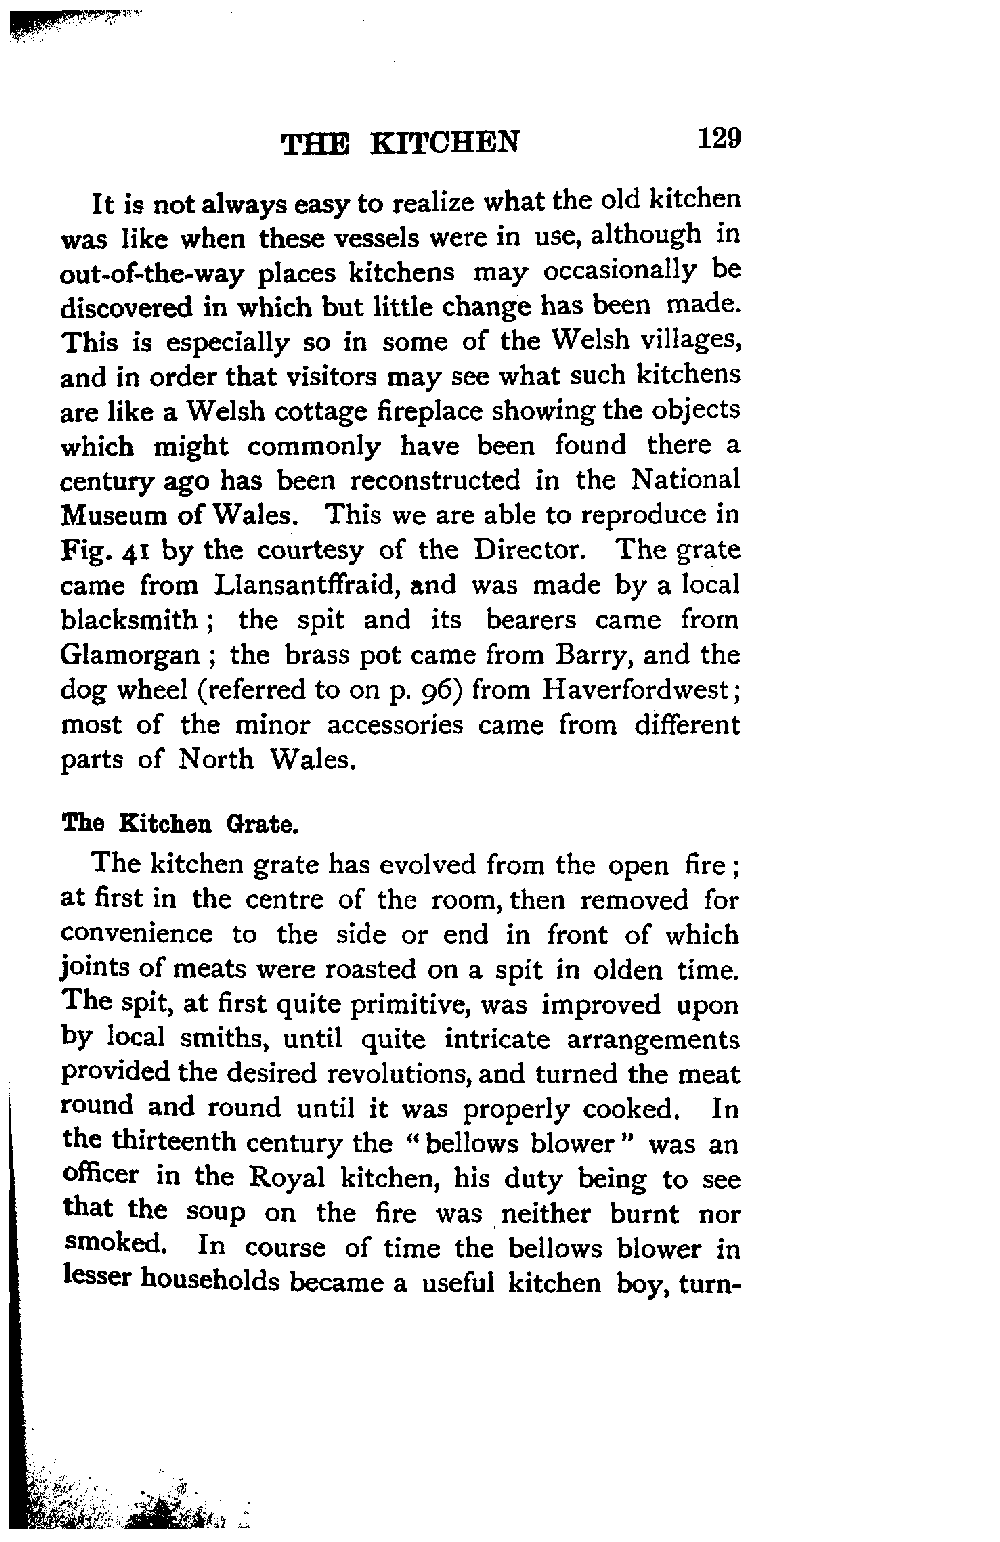 THE KITCHEN 129
It is not always easy to realize what the old kitchen
was like when these vessels were in use, although in
out-of-the-way places kitchens may occasionally be
discovered in which but little change has been made.
This is especially so in some of the Welsh villages,
and in order that visitors may see what such kitchens
are like a Welsh cottage fireplace showing the objects
which might commonly have been found there a
century ago has been reconstructed in the National
Museum of Wales. This we are able to reproduce in
Fig. 41 by the courtesy of the Director. The grate
came from Llansantffraid, and was made by a local
blacksmith ; the spit and its bearers came from
Glamorgan ; the brass pot came from Barry, and the
dog wheel (referred to on p. 96) from Haverfordwest ;
most of the minor accessories came from different
parts of North Wales.
The Kitchen Grate.
The kitchen grate has evolved from the open fire ;
at first in the centre of the room, then removed for
convenience to the side or end in front of which
joints of meats were roasted on a spit in olden time.
The spit, at first quite primitive, was improved upon
by local smiths, until quite intricate arrangements
provided the desired revolutions, and turned the meat
round and round until it was properly cooked. In
the thirteenth century the “ bellows blower ” was an
officer in the Royal kitchen, his duty being to see
that the soup on the fire was neither burnt nor
smoked. In course of time the bellows blower in
lesser households became a useful kitchen boy, turn-